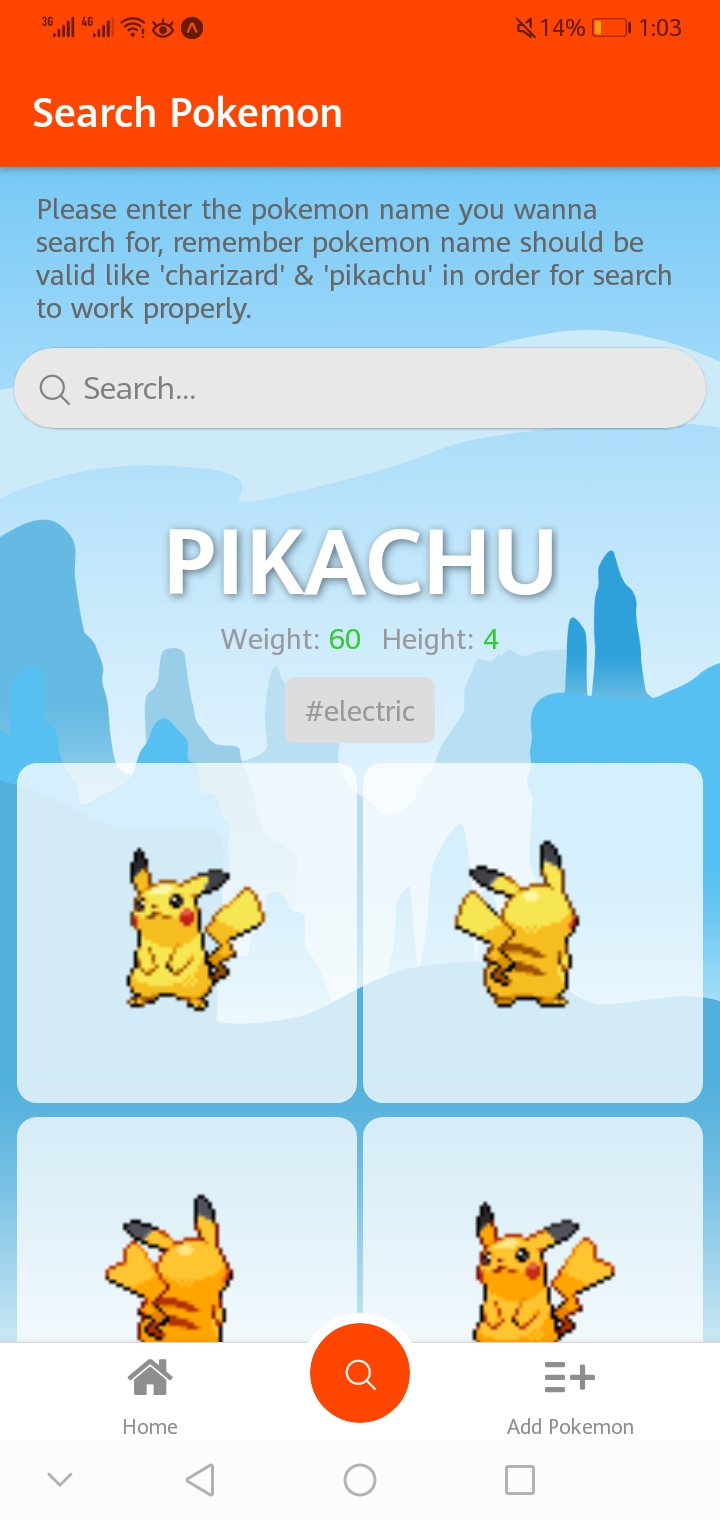 3G 4G 14% 1:03
Search Pokemon
Please enter the pokemon name you wanna
search for, remember pokemon name should be
valid like 'charizard' & 'pikachu' in order for search
to work properly.
Search...
PIKACHU
Weight: 60 Height: 4
#electric
Home
Add Pokemon